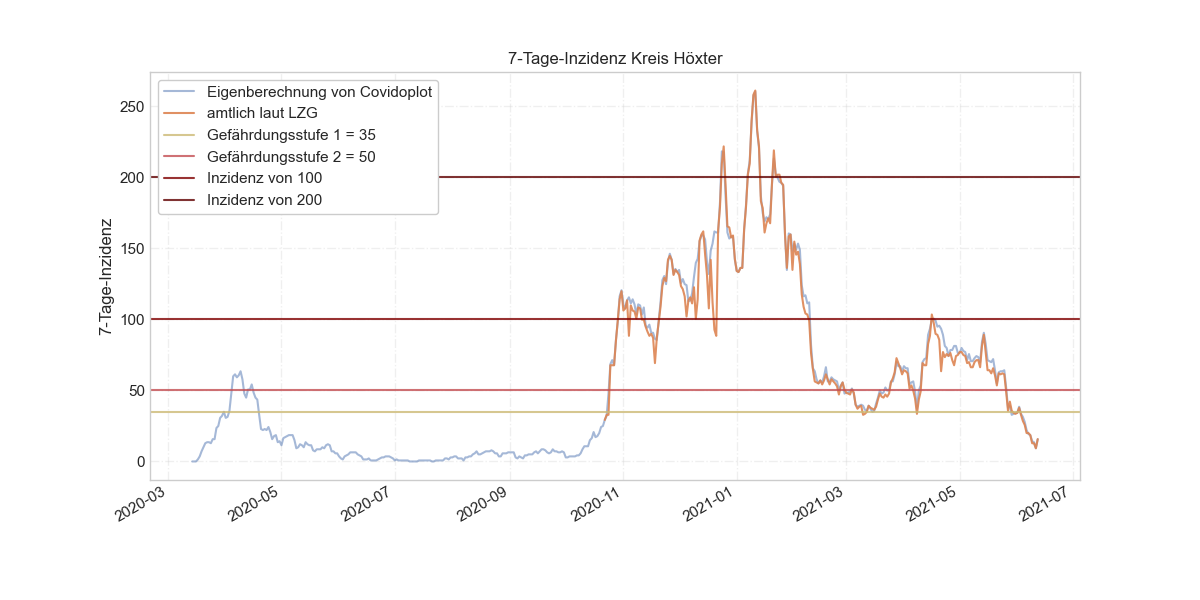 7-Tage-Inzidenz Kreis Höxter
Eigenberechnung von Covidoplot
amtlich laut LZG
Gefährdungsstufe 1 = 35
Gefährdungsstufe 2 = 50
Inzidenz von 100
Inzidenz von 200
7-Tage-Inzidenz
250
200
150
100
50
0
2020-03
2020-05
2020-07
2020-09
2020-11
2021-01
2021-03
2021-05
2021-07